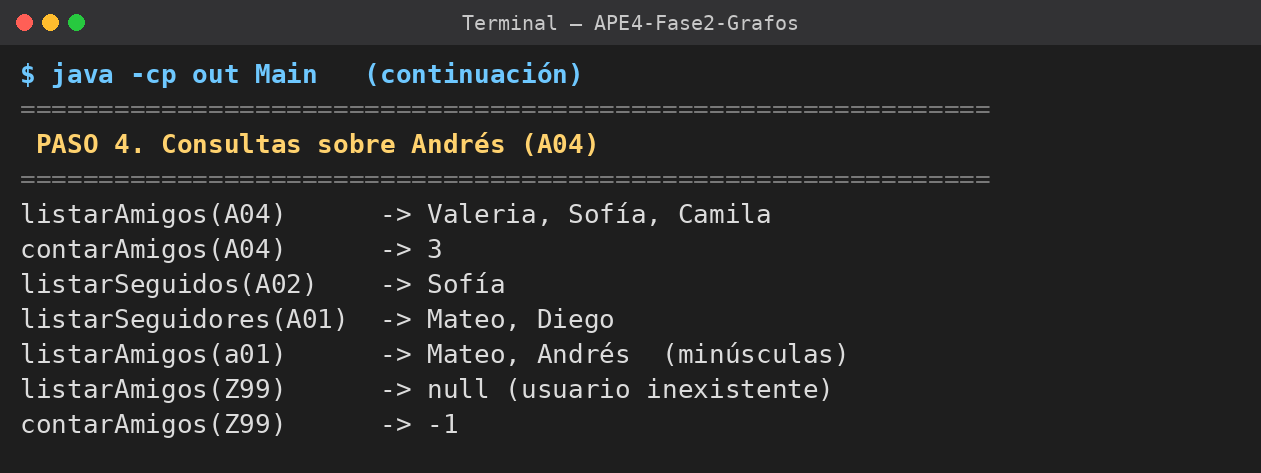 Terminal — APE4-Fase2-Grafos
$ java -cp out Main   (continuación)
==============================================================
 PASO 4. Consultas sobre Andrés (A04)
==============================================================
listarAmigos(A04)      -> Valeria, Sofía, Camila
contarAmigos(A04)      -> 3
listarSeguidos(A02)    -> Sofía
listarSeguidores(A01)  -> Mateo, Diego
listarAmigos(a01)      -> Mateo, Andrés  (minúsculas)
listarAmigos(Z99)      -> null (usuario inexistente)
contarAmigos(Z99)      -> -1